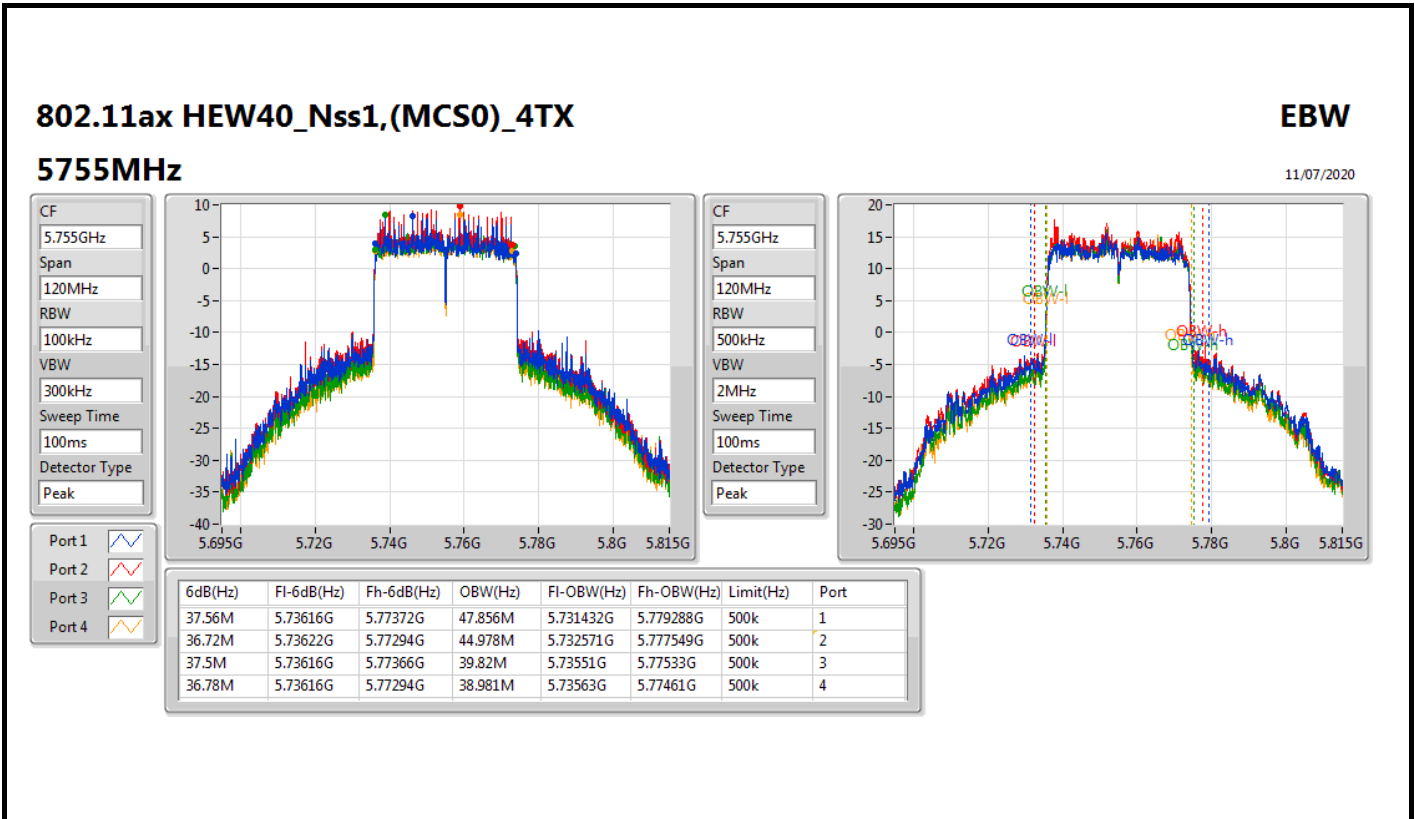 802.11ax HEW40_Nss1,(MCS0)_4TX
EBW
5755MHz
11/07/2020
CF
5.755GHz
Span
120MHz
RBW
100kHz
VBW
300kHz
Sweep Time
100ms
Detector Type
Peak
10
5
0
-5
-10
-15
-20
-25
-30
-35
-40
5.695G 5.72G 5.74G 5.76G 5.78G 5.8G 5.815G
CF
5.755GHz
Span
120MHz
RBW
500kHz
VBW
2MHz
Sweep Time
100ms
Detector Type
Peak
20
15
10
5
0
-5
-10
-15
-20
-25
-30
OBW-l
OBW-h
5.695G 5.72G 5.74G 5.76G 5.78G 5.8G 5.815G
Port 1
Port 2
Port 3
Port 4
6dB(Hz) Fl-6dB(Hz) Fh-6dB(Hz) OBW(Hz) Fl-OBW(Hz) Fh-OBW(Hz) Limit(Hz) Port
37.56M 5.73616G 5.77372G 47.856M 5.731432G 5.779288G 500k 1
36.72M 5.73622G 5.77294G 44.978M 5.732571G 5.777549G 500k 2
37.5M 5.73616G 5.77366G 39.82M 5.73551G 5.77533G 500k 3
36.78M 5.73616G 5.77294G 38.981M 5.73563G 5.77461G 500k 4